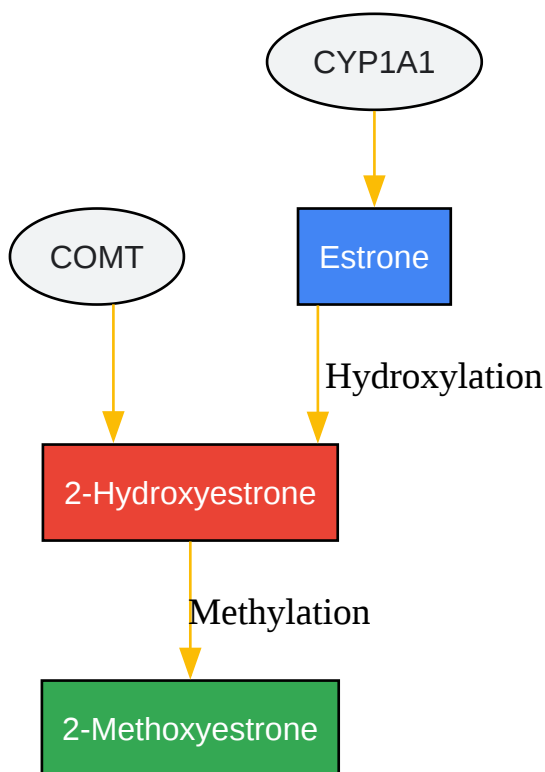 CYP1A1
COMT
Estrone
Hydroxylation
2-Hydroxyestrone
Methylation
2-Methoxyestrone